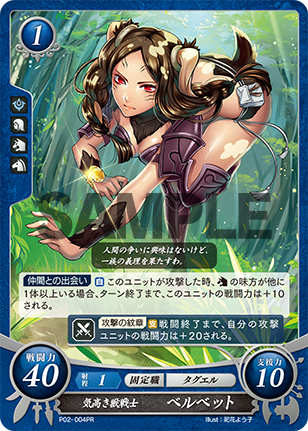 1
SAMPLE
人間の争いに興味はないけど、
一族の義理を果たすわ。
仲間との出会い 自 このユニットが攻撃した時、 の味方が他に
1体以上いる場合、ターン終了まで、このユニットの戦闘力は+10
される。
攻撃の紋章 支 戦闘終了まで、自分の攻撃
ユニットの戦闘力は+20される。
戦闘力
40
射程 1 固定職 タグエル
支援力
10
気高き獣戦士 ベルベット
P02-004PR
Illust:祀花よう子